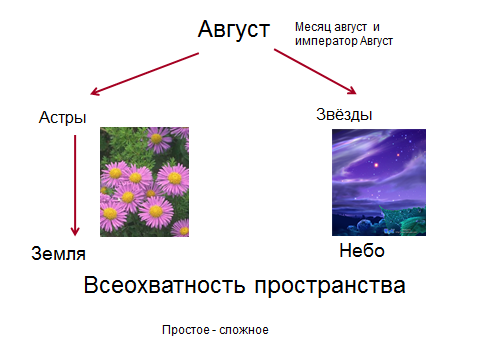 Август
Месяц август и
император Август
Астры
Звёзды
Земля
Небо
Всеохватность пространства
Простое - сложное